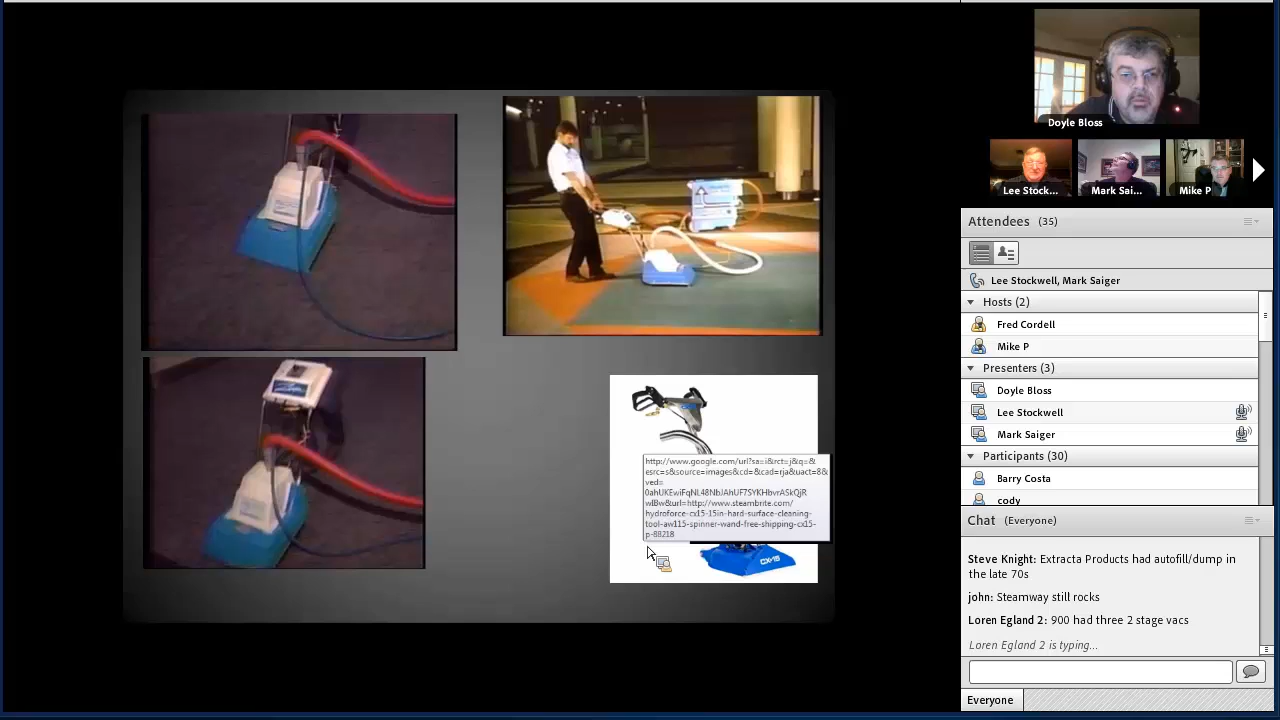 http://www.google.com/url?sa=i&rct=j&q=&
esrc=s&source=images&cd=&cad=rja&uact=8&
ved=
0ahUKEwiFqNL48NbJAhUF7SYKHbvrASkQjR
wIBw&url=http://www.steambrite.com/
hydroforce-cx15-15in-hard-surface-cleaning-
tool-aw115-spinner-wand-free-shipping-cx15-
p-88218
CX-15
Doyle Bloss
Lee Stock...
Mark Sai...
Mike P
Attendees (35)
Lee Stockwell, Mark Saiger
Hosts (2)
Fred Cordell
Mike P
Presenters (3)
Doyle Bloss
Lee Stockwell
Mark Saiger
Participants (30)
Barry Costa
cody
Chat (Everyone)
Steve Knight: Extracta Products had autofill/dump in
the late 70s
john: Steamway still rocks
Loren Egland 2: 900 had three 2 stage vacs
Loren Egland 2 is typing...
Everyone